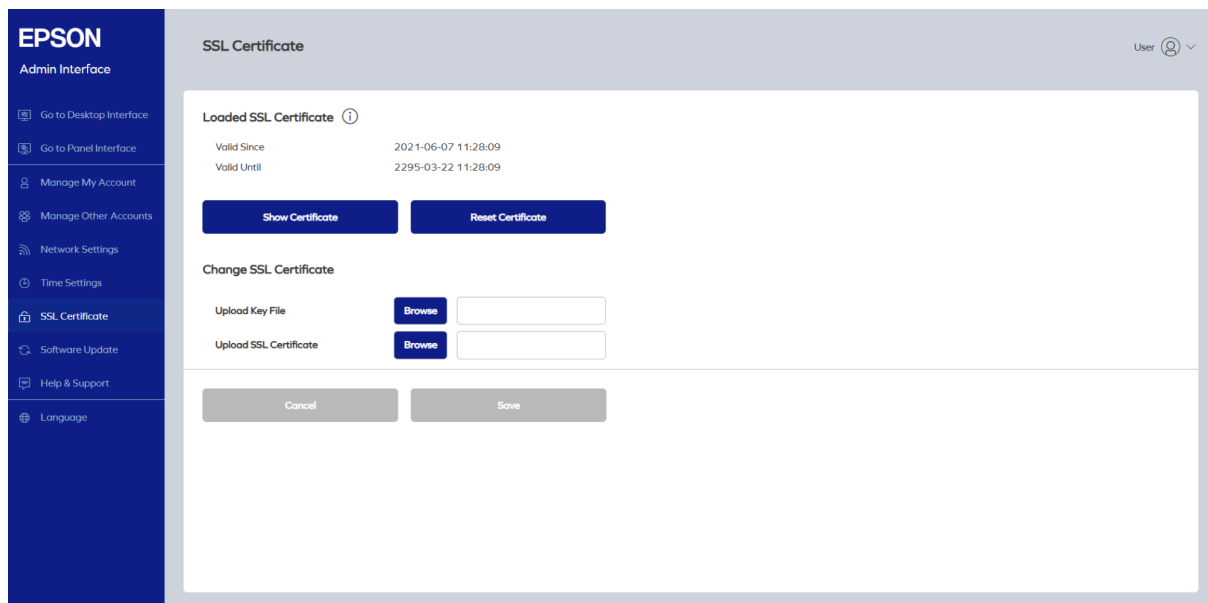 EPSON
Admin Interface
Go to Desktop Interface
Go to Panel Interface
Manage My Account
Manage Other Accounts
Network Settings
Time Settings
SSL Certificate
Software Update
Help & Support
Language
SSL Certificate
User
Loaded SSL Certificate
Valid Since 2021-06-07 11:28:09
Valid Until 2295-03-22 11:28:09
Show Certificate Reset Certificate
Change SSL Certificate
Upload Key File Browse
Upload SSL Certificate Browse
Cancel Save